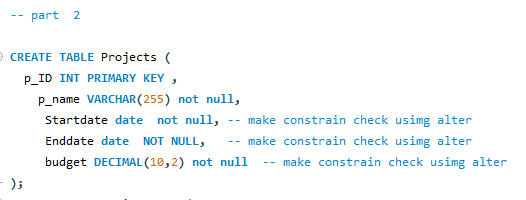 -- part  2
CREATE TABLE Projects (
p_ID INT PRIMARY KEY ,
p_name VARCHAR(255) not null,
Startdate date  not null, -- make constrain check usimg alter
Enddate date  NOT NULL,   -- make constrain check usimg alter
budget DECIMAL(10,2) not null  -- make constrain check usimg alter
);